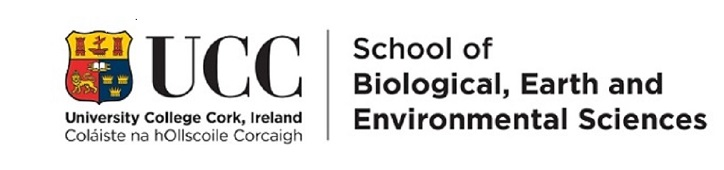 UCC
University College Cork, Ireland
Coláiste na hOllscoile Corcaigh
School of
Biological, Earth and
Environmental Sciences